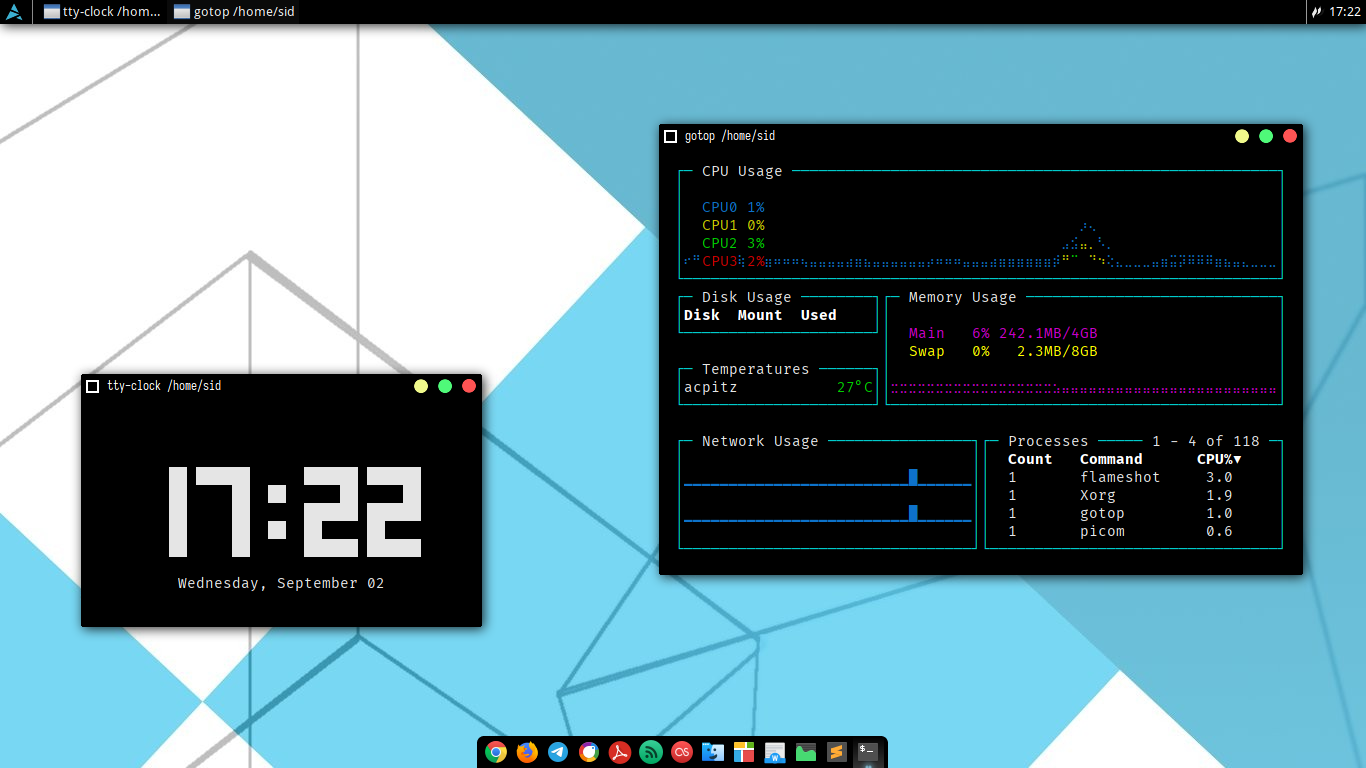 tty-clock /hom...
gotop /home/sid
17:22
gotop /home/sid
CPU Usage
CPU0 1%
CPU1 0%
CPU2 3%
CPU3 2%
Disk Usage
Disk Mount Used
Memory Usage
Main 6% 242.1MB/4GB
Swap 0% 2.3MB/8GB
Temperatures
acpitz 27°C
Network Usage
Processes 1 - 4 of 118
Count Command CPU%▼
1 flameshot 3.0
1 Xorg 1.9
1 gotop 1.0
1 picom 0.6
tty-clock /home/sid
17:22
Wednesday, September 02
OS
W
$-